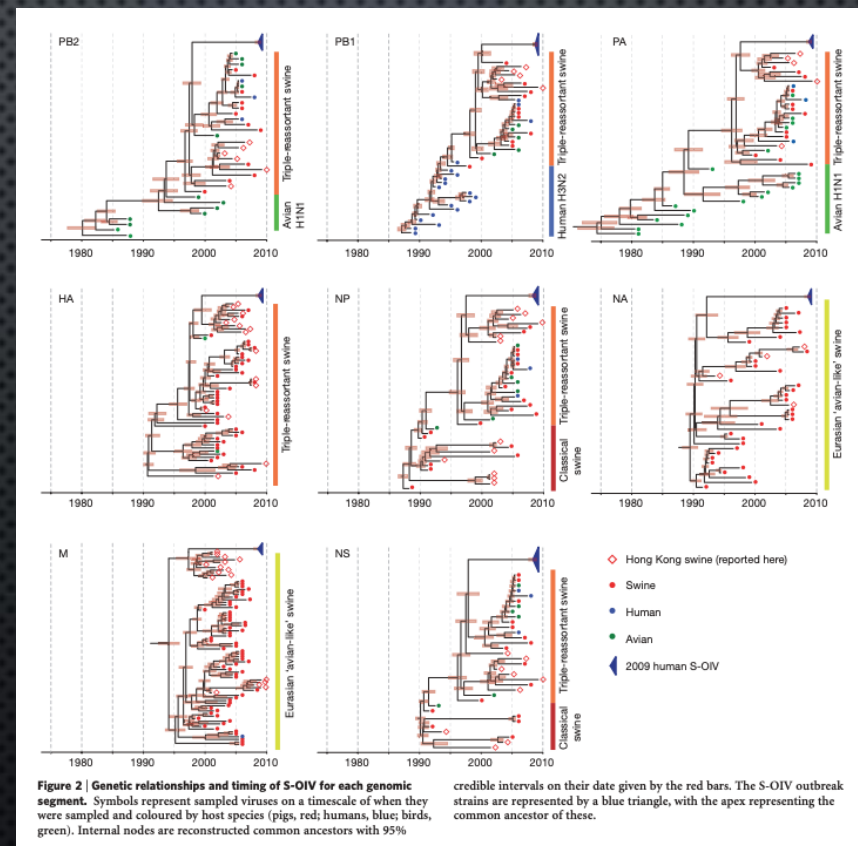 PB2
PB1
PA
Triple-reassortant swine
Avian
H1N1
Triple-reassortant swine
Human H3N2
Triple-reassortant swine
Avian H1N1
1980 1990 2000 2010
1980 1990 2000 2010
1980 1990 2000 2010
HA
NP
NA
Triple-reassortant swine
Triple-reassortant swine
Classical
swine
Eurasian 'avian-like' swine
1980 1990 2000 2010
1980 1990 2000 2010
1980 1990 2000 2010
M
NS
Eurasian 'avian-like' swine
Triple-reassortant swine
Classical
swine
Hong Kong swine (reported here)
Swine
Human
Avian
2009 human S-OIV
1980 1990 2000 2010
1980 1990 2000 2010
Figure 2 | Genetic relationships and timing of S-OIV for each genomic
segment. Symbols represent sampled viruses on a timescale of when they
were sampled and coloured by host species (pigs, red; humans, blue; birds,
green). Internal nodes are reconstructed common ancestors with 95%
credible intervals on their date given by the red bars. The S-OIV outbreak
strains are represented by a blue triangle, with the apex representing the
common ancestor of these.